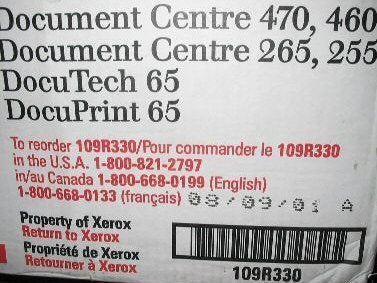 Document Centre 470, 460
Document Centre 265, 255
DocuTech 65
DocuPrint 65
To reorder 109R330/Pour commander le 109R330
in the U.S.A. 1-800-821-2797
in/au Canada 1-800-668-0199 (English)
1-800-668-0133 (français) 08/09/01 A
Property of Xerox
Return to Xerox
Propriété de Xerox
Retourner à Xerox
109R330